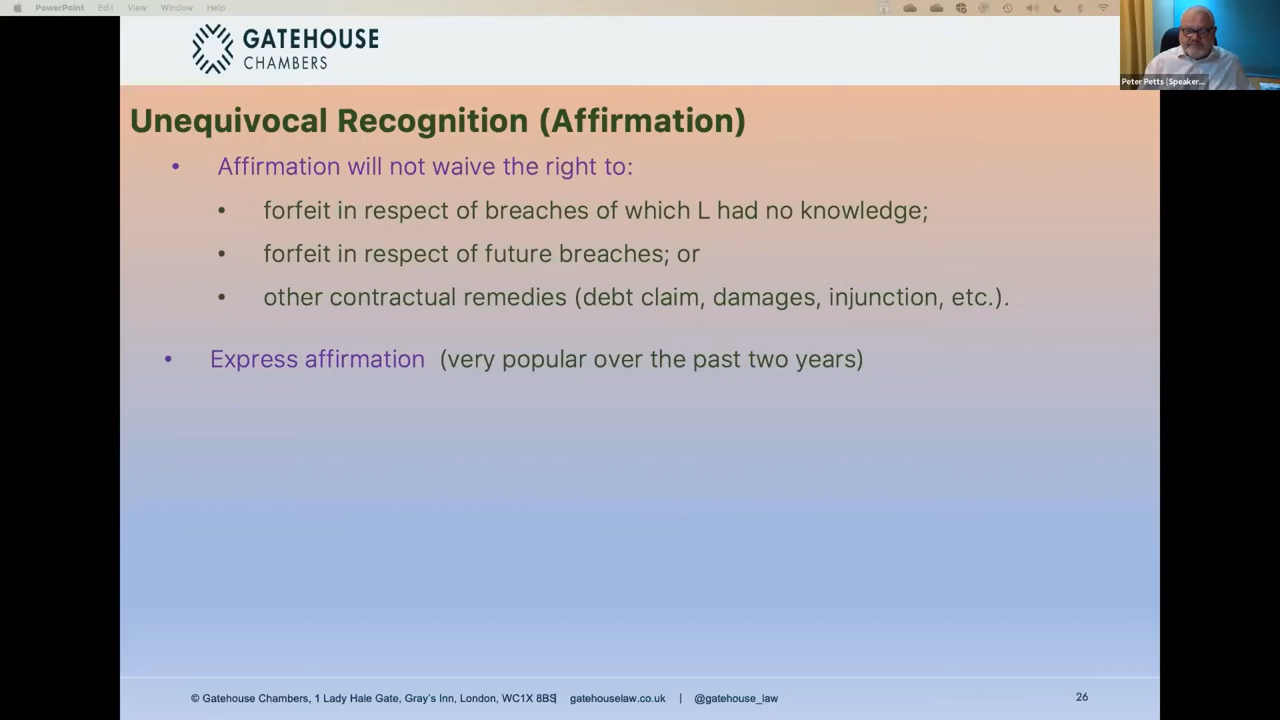 PowerPoint Edit View Window Help
GATEHOUSE
CHAMBERS
Peter Petts (Speaker...
Unequivocal Recognition (Affirmation)
• Affirmation will not waive the right to:
• forfeit in respect of breaches of which L had no knowledge;
• forfeit in respect of future breaches; or
• other contractual remedies (debt claim, damages, injunction, etc.).
• Express affirmation (very popular over the past two years)
© Gatehouse Chambers, 1 Lady Hale Gate, Gray's Inn, London, WC1X 8BS| gatehouselaw.co.uk | @gatehouse_law
26